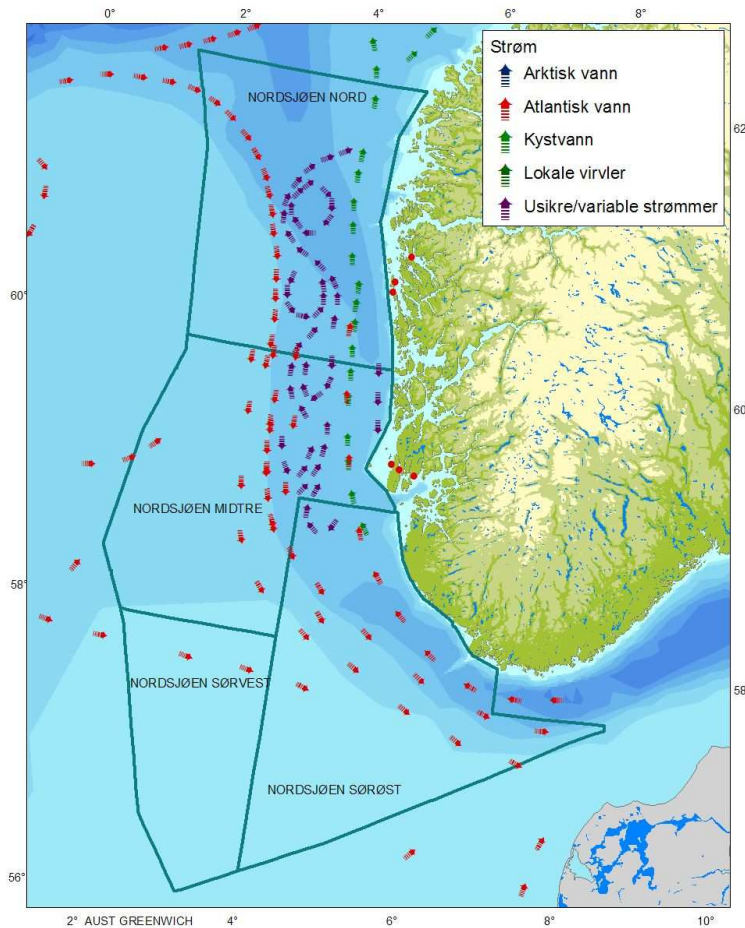 0° 2° 4° 6° 8°
Strøm
Arktisk vann
Atlantisk vann
Kystvann
Lokale virvler
Usikre/variable strømmer
NORDSJØEN NORD
62°
60°
60°
NORDSJØEN MIDTRE
58°
NORDSJØEN SØRVEST
58°
NORDSJØEN SØRØST
56°
2° AUST GREENWICH 4° 6° 8° 10°